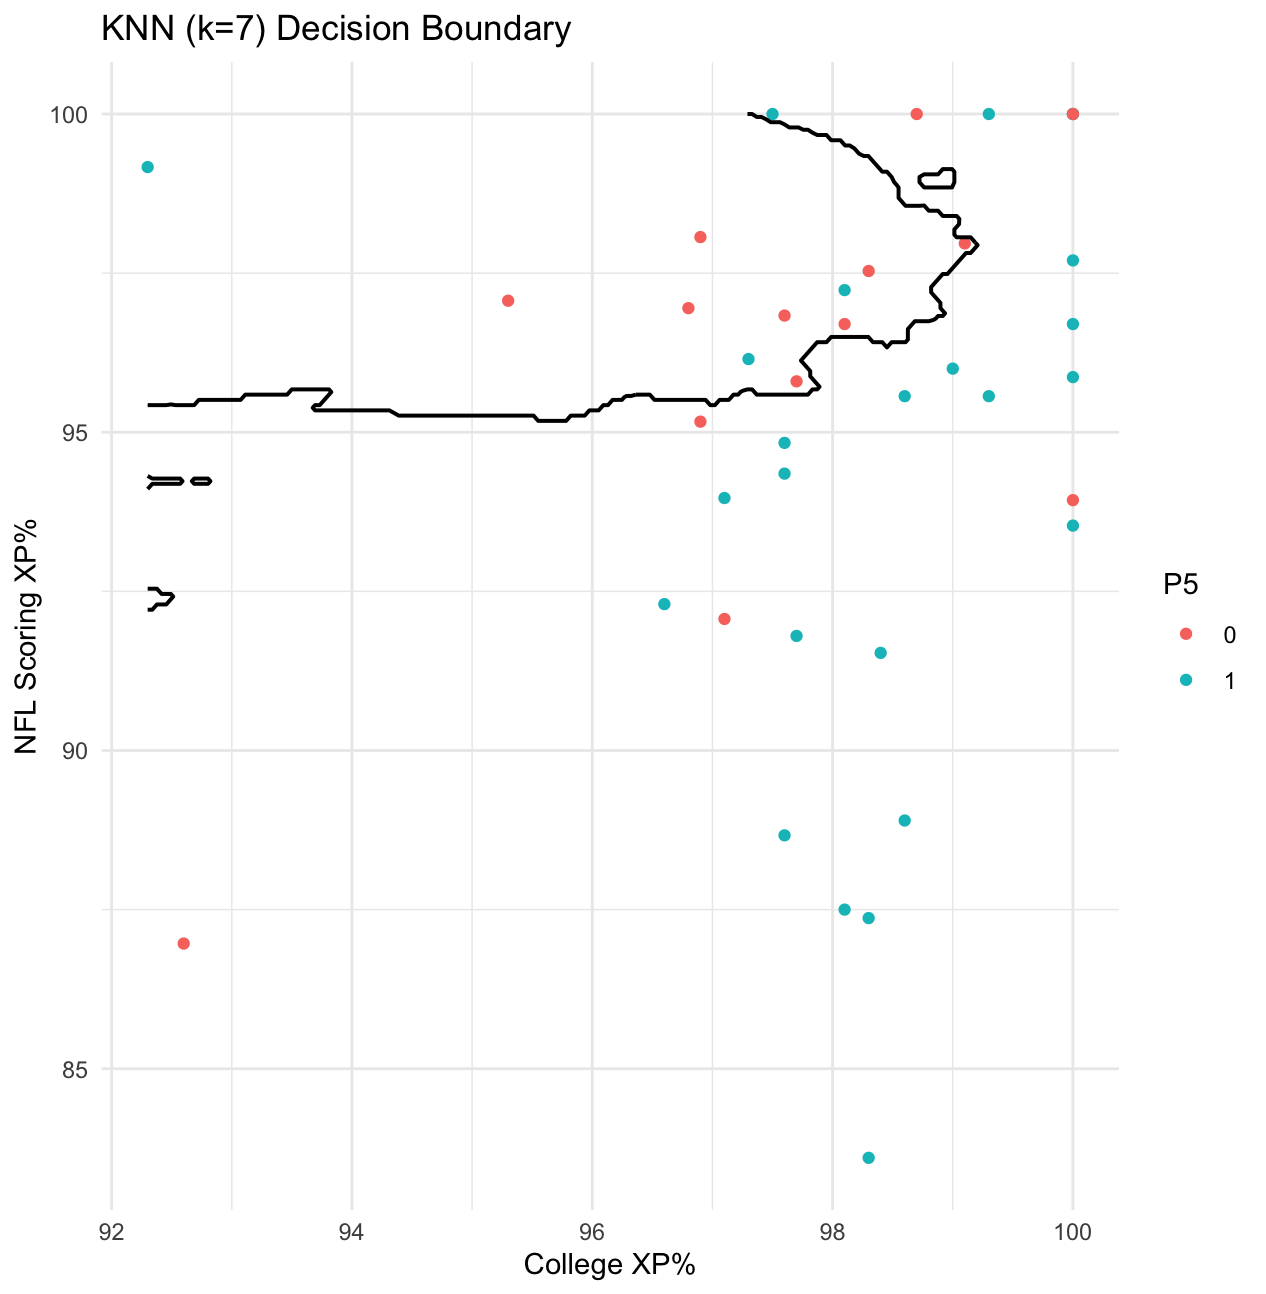 KNN (k=7) Decision Boundary
100
95
90
85
NFL Scoring XP%
92
94
96
98
100
College XP%
P5
0
1